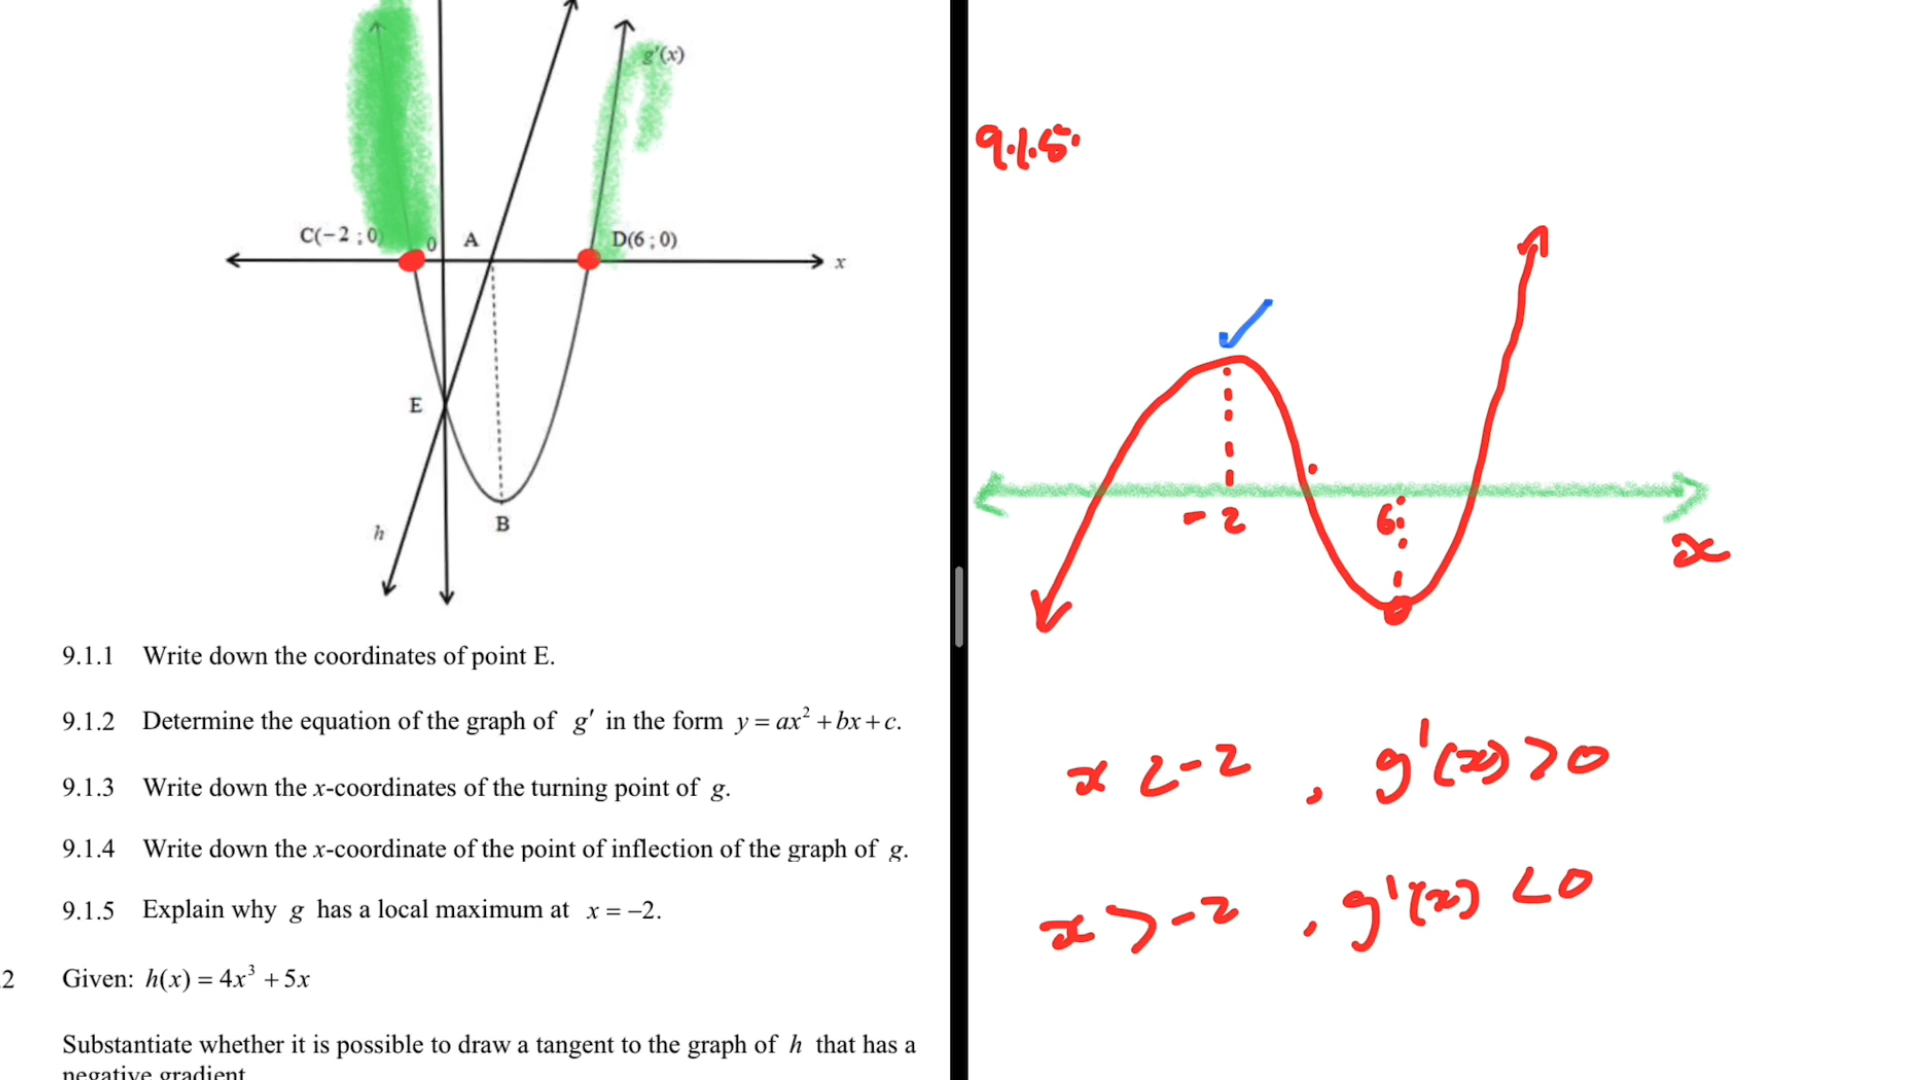 g'(x)
C(−2 ; 0)
0
A
D(6 ; 0)
x
E
B
h
9.1.1 Write down the coordinates of point E.
9.1.2 Determine the equation of the graph of g′ in the form y = ax² + bx + c.
9.1.3 Write down the x-coordinates of the turning point of g.
9.1.4 Write down the x-coordinate of the point of inflection of the graph of g.
9.1.5 Explain why g has a local maximum at x = −2.
2 Given: h(x) = 4x³ + 5x
Substantiate whether it is possible to draw a tangent to the graph of h that has a
negative gradient
9.1.5.
-2
6
x
x < -2 , g'(x) > 0
x > -2 , g'(x) < 0